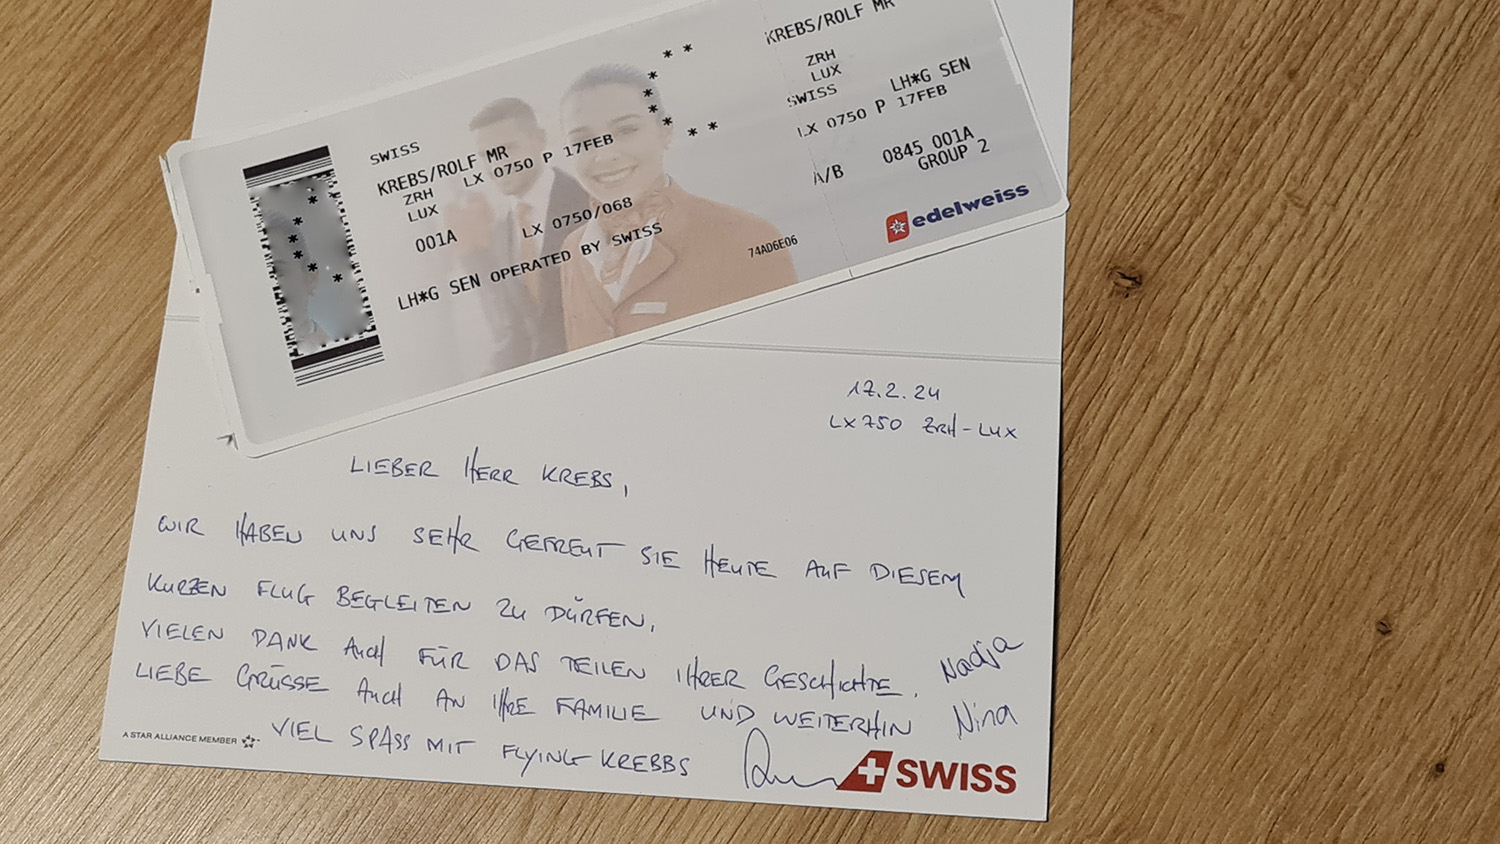 SWISS
KREBS/ROLF MR
ZRH LX 0750 P 17FEB
LUX
001A LX 0750/068
LH*G SEN OPERATED BY SWISS
74AD6E06
KREBS/ROLF MR
ZRH
LUX
SWISS LH*G SEN
LX 0750 P 17FEB
A/B 0845 001A
GROUP 2
edelweiss
17.2.24
LX750 ZRH-LUX
LIEBER HERR KREBS,
WIR HABEN UNS SEHR GEFREUT SIE HEUTE AUF DIESEM
KURZEN FLUG BEGLEITEN ZU DÜRFEN.
VIELEN DANK AUCH FÜR DAS TEILEN IHRER GESCHICHTE.
LIEBE GRÜSSE AUCH AN IHRE FAMILIE UND WEITERHIN
VIEL SPASS MIT FLYING KREBBS
Nadja
Nina
A STAR ALLIANCE MEMBER
SWISS